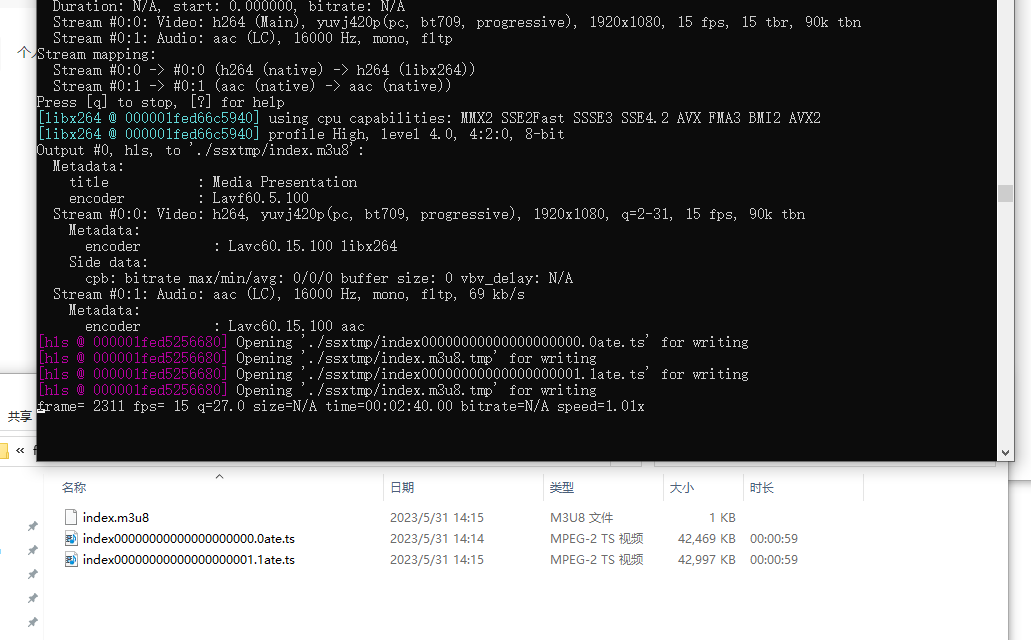 Duration: N/A, start: 0.000000, bitrate: N/A
Stream #0:0: Video: h264 (Main), yuvj420p(pc, bt709, progressive), 1920x1080, 15 fps, 15 tbr, 90k tbn
Stream #0:1: Audio: aac (LC), 16000 Hz, mono, fltp
个
Stream mapping:
Stream #0:0 -> #0:0 (h264 (native) -> h264 (libx264))
Stream #0:1 -> #0:1 (aac (native) -> aac (native))
Press [q] to stop, [?] for help
[libx264 @ 000001fed66c5940] using cpu capabilities: MMX2 SSE2Fast SSSE3 SSE4.2 AVX FMA3 BMI2 AVX2
[libx264 @ 000001fed66c5940] profile High, level 4.0, 4:2:0, 8-bit
Output #0, hls, to './ssxtmp/index.m3u8':
Metadata:
title : Media Presentation
encoder : Lavf60.5.100
Stream #0:0: Video: h264, yuvj420p(pc, bt709, progressive), 1920x1080, q=2-31, 15 fps, 90k tbn
Metadata:
encoder : Lavc60.15.100 libx264
Side data:
cpb: bitrate max/min/avg: 0/0/0 buffer size: 0 vbv_delay: N/A
Stream #0:1: Audio: aac (LC), 16000 Hz, mono, fltp, 69 kb/s
Metadata:
encoder : Lavc60.15.100 aac
[hls @ 000001fed5256680] Opening './ssxtmp/index00000000000000000000.0ate.ts' for writing
[hls @ 000001fed5256680] Opening './ssxtmp/index.m3u8.tmp' for writing
[hls @ 000001fed5256680] Opening './ssxtmp/index00000000000000000001.1ate.ts' for writing
[hls @ 000001fed5256680] Opening './ssxtmp/index.m3u8.tmp' for writing
frame= 2311 fps= 15 q=27.0 size=N/A time=00:02:40.00 bitrate=N/A speed=1.01x
共享
« f
名称 日期 类型 大小 时长
index.m3u8 2023/5/31 14:15 M3U8 文件 1 KB
index00000000000000000000.0ate.ts 2023/5/31 14:14 MPEG-2 TS 视频 42,469 KB 00:00:59
index00000000000000000001.1ate.ts 2023/5/31 14:15 MPEG-2 TS 视频 42,997 KB 00:00:59